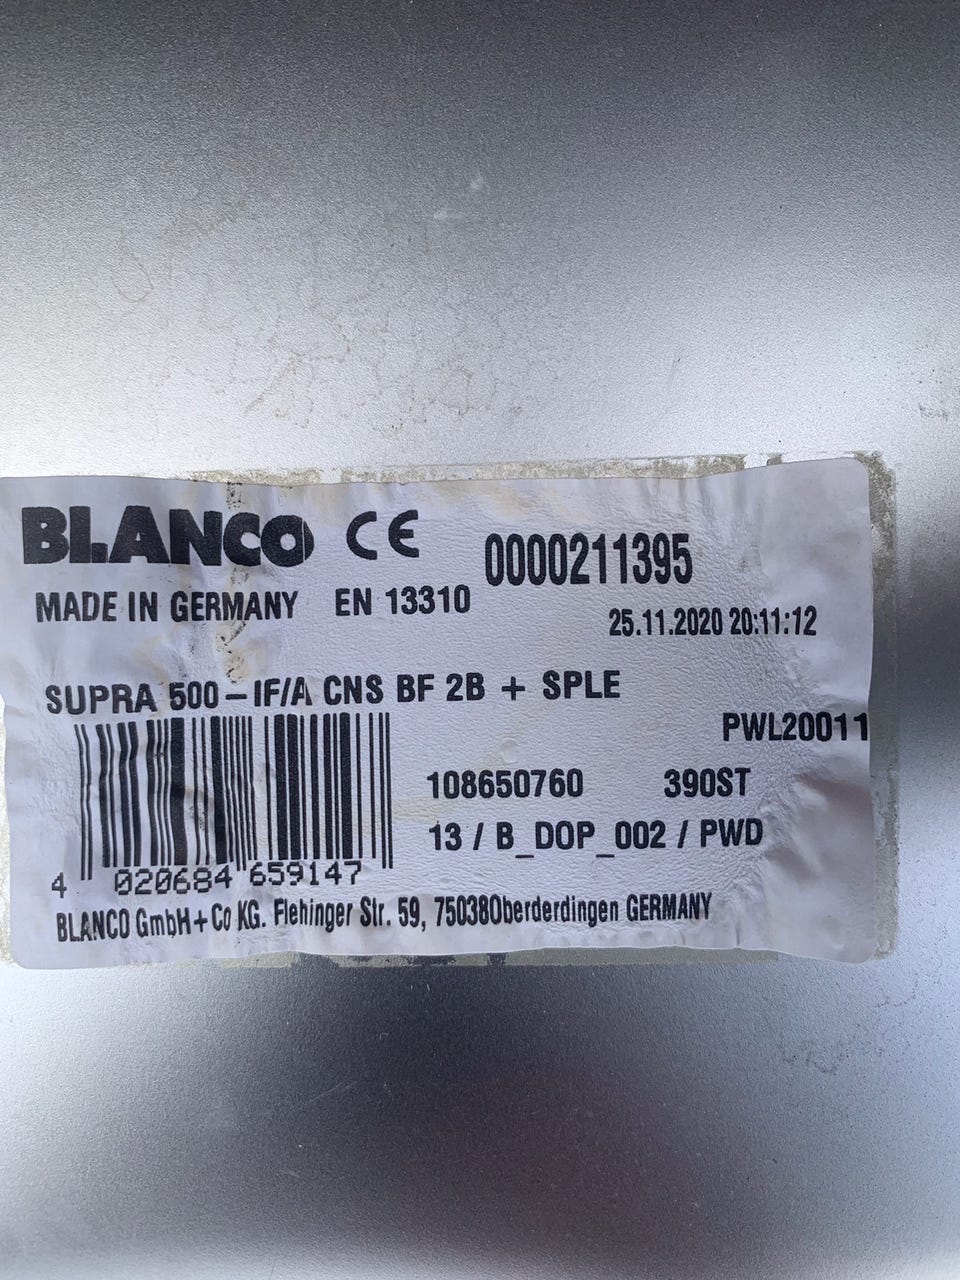 BLANCO CE 0000211395
MADE IN GERMANY EN 13310
25.11.2020 20:11:12
SUPRA 500-IF/A CNS BF 2B + SPLE
PWL20011
108650760 390ST
13 / B_DOP_002 / PWD
4 020684 659147
BLANCO GmbH+Co KG. Flehinger Str. 59, 75038Oberderdingen GERMANY